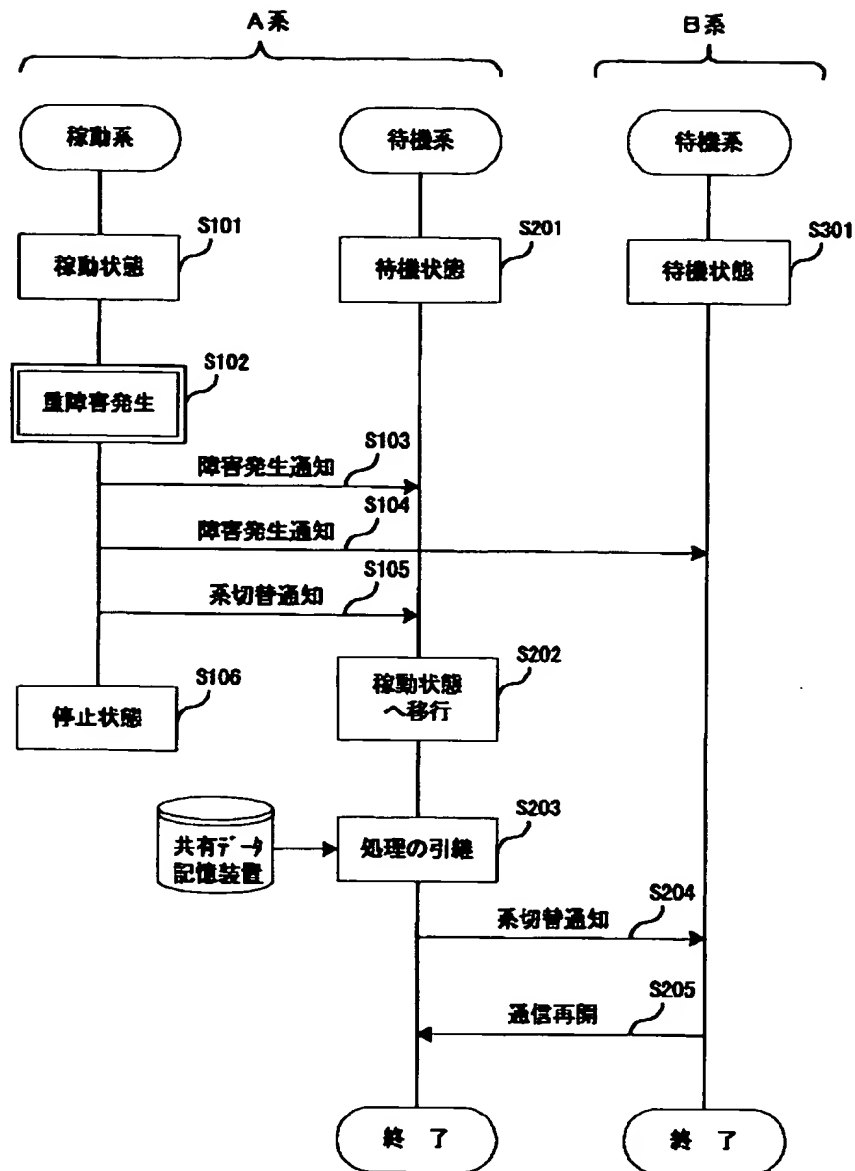 A系
B系
稼動系
待機系
待機系
S101
稼動状態
S201
待機状態
S301
待機状態
S102
重障害発生
S103
障害発生通知
S104
障害発生通知
S105
系切替通知
S106
停止状態
S202
稼動状態
へ移行
S203
共有データ
記憶装置
処理の引継
S204
系切替通知
S205
通信再開
終 了
終 了